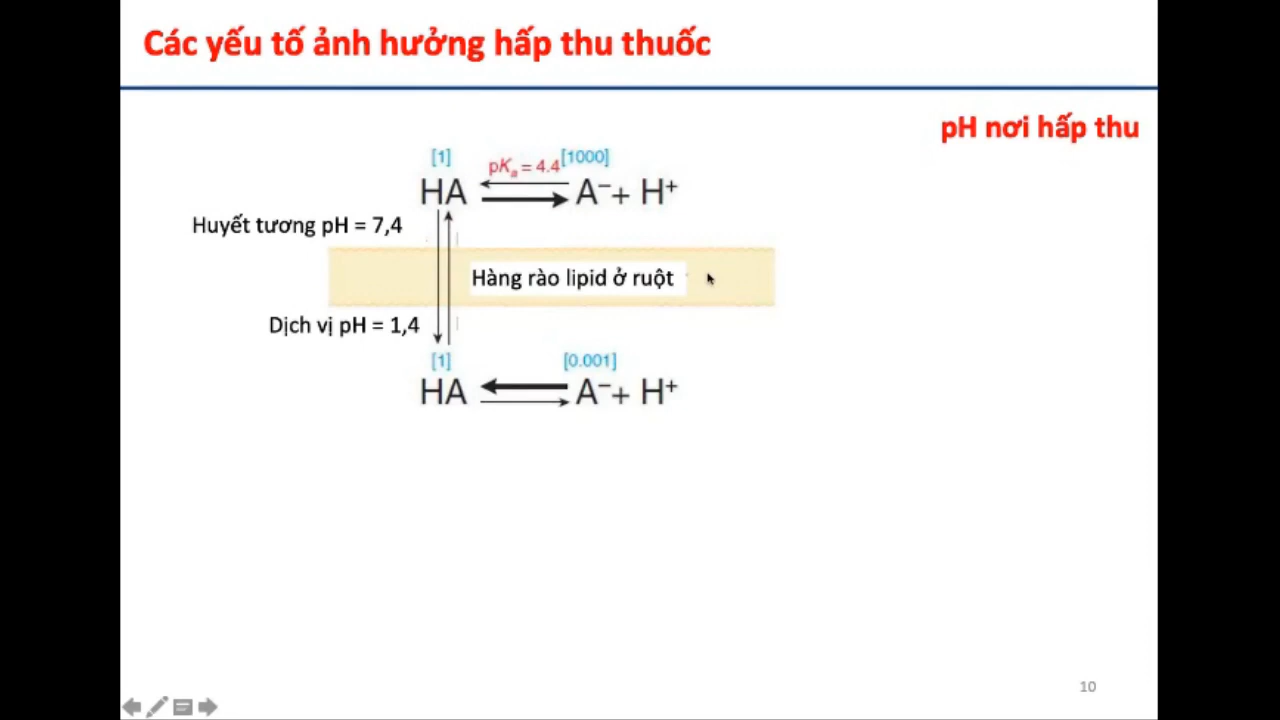 Các yếu tố ảnh hưởng hấp thu thuốc
pH nơi hấp thu
[1] pKₐ = 4.4 [1000]
HA A⁻ + H⁺
Huyết tương pH = 7,4
Hàng rào lipid ở ruột
Dịch vị pH = 1,4
[1] [0.001]
HA A⁻ + H⁺
10